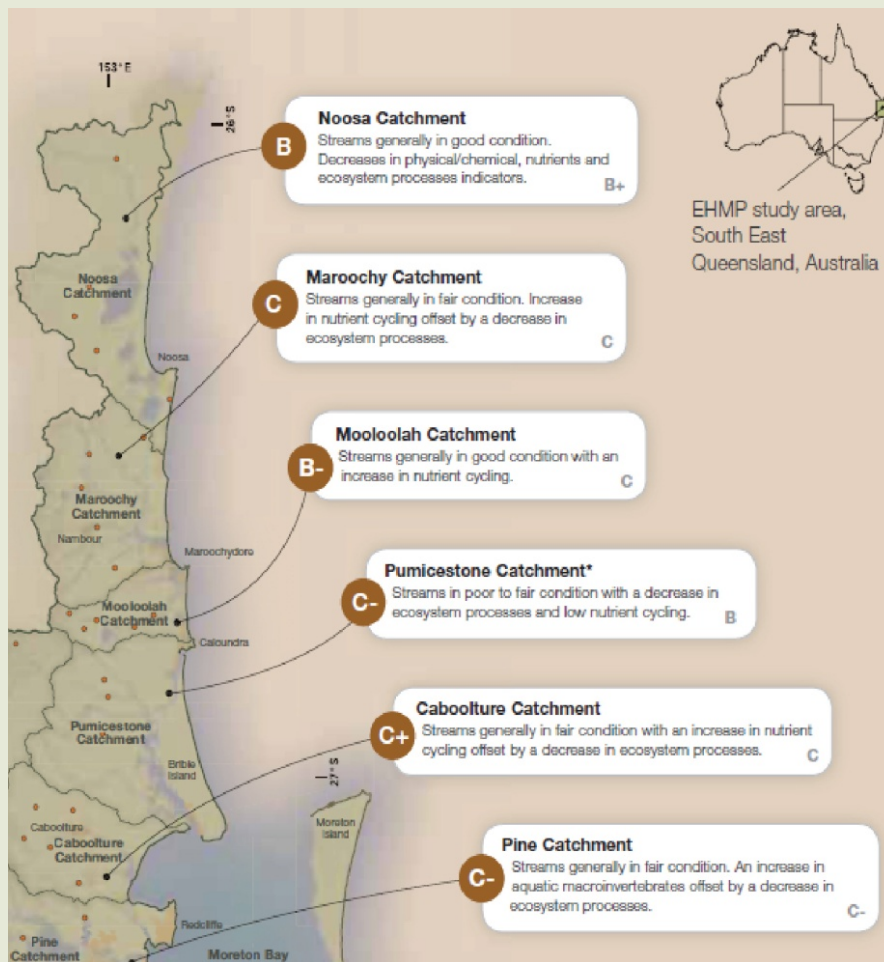 153°E
26°S
B
Noosa Catchment
Streams generally in good condition.
Decreases in physical/chemical, nutrients and
ecosystem processes indicators.
B+
EHMP study area,
South East
Queensland, Australia
Noosa
Catchment
C
Maroochy Catchment
Streams generally in fair condition. Increase
in nutrient cycling offset by a decrease in
ecosystem processes.
C
Noosa
B-
Mooloolah Catchment
Streams generally in good condition with an
increase in nutrient cycling.
C
Maroochy
Catchment
Nambour
Maroochydore
C-
Pumicestone Catchment*
Streams in poor to fair condition with a decrease in
ecosystem processes and low nutrient cycling.
B
Mooloolah
Catchment
Caloundra
C+
Caboolture Catchment
Streams generally in fair condition with an increase in nutrient
cycling offset by a decrease in ecosystem processes.
C
Pumicestone
Catchment
Bribie
Island
27°S
Moreton
Island
Caboolture
Caboolture
Catchment
C-
Pine Catchment
Streams generally in fair condition. An increase in
aquatic macroinvertebrates offset by a decrease in
ecosystem processes.
C-
Redcliffe
Pine
Catchment
Moreton Bay